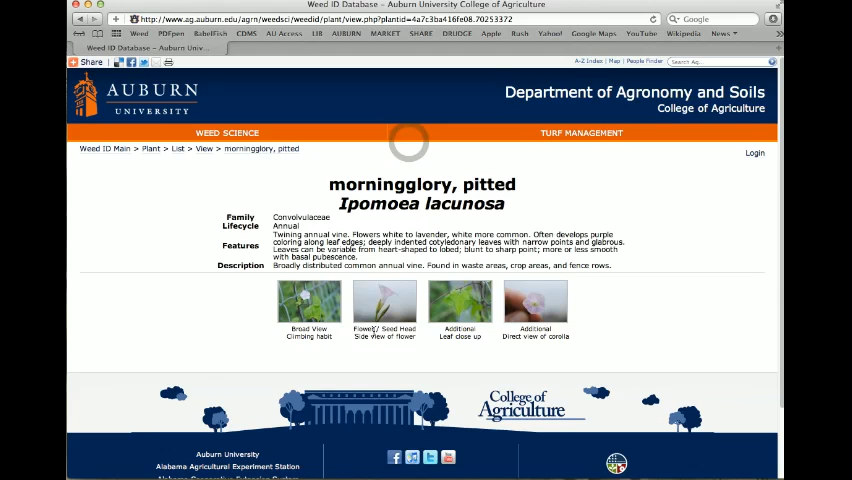 Weed ID Database – Auburn University College of Agriculture
http://www.ag.auburn.edu/agrn/weedsci/weedid/plant/view.php?plantid=4a7c3ba416fe08.70253372
Google
Weed PDFpen BabelFish CDMS AU Access LIB AUBURN MARKET SHARE DRUDGE Apple Rush Yahoo! Google Maps YouTube Wikipedia News
Weed ID Database – Auburn Univ...
Share
A-Z Index | Map | People Finder
Search Ag...
AUBURN
UNIVERSITY
Department of Agronomy and Soils
College of Agriculture
WEED SCIENCE TURF MANAGEMENT
Weed ID Main > Plant > List > View > morningglory, pitted
Login
morningglory, pitted
Ipomoea lacunosa
Family Convolvulaceae
Lifecycle Annual
Features Twining annual vine. Flowers white to lavender, white more common. Often develops purple
coloring along leaf edges; deeply indented cotyledonary leaves with narrow points and glabrous.
Leaves can be variable from heart-shaped to lobed; blunt to sharp point; more or less smooth
with basal pubescence.
Description Broadly distributed common annual vine. Found in waste areas, crop areas, and fence rows.
Broad View
Climbing habit
Flower/ Seed Head
Side view of flower
Additional
Leaf close up
Additional
Direct view of corolla
College of
Agriculture
Auburn University
Alabama Agricultural Experiment Station
Alabama Cooperative Extension System